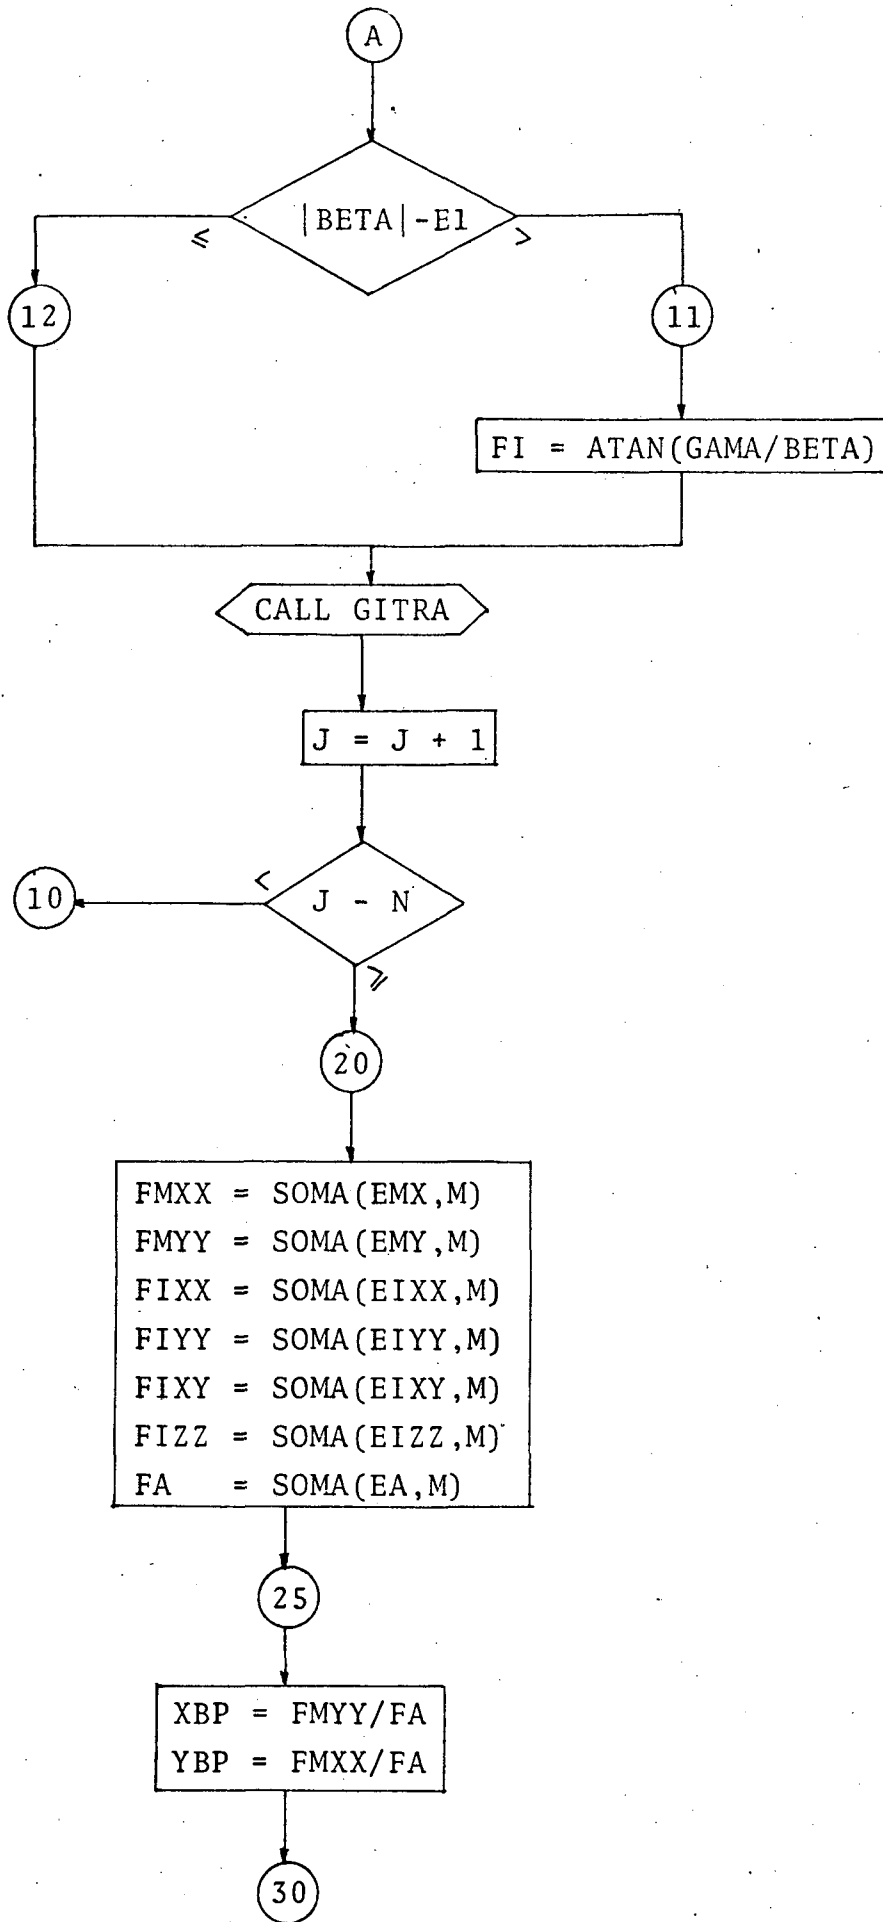 A
|BETA|-E1
≤
>
12
11
FI = ATAN(GAMA/BETA)
CALL GITRA
J = J + 1
<
10
J - N
≥
20
FMXX = SOMA(EMX,M)
FMYY = SOMA(EMY,M)
FIXX = SOMA(EIXX,M)
FIYY = SOMA(EIYY,M)
FIXY = SOMA(EIXY,M)
FIZZ = SOMA(EIZZ,M)
FA = SOMA(EA,M)
25
XBP = FMYY/FA
YBP = FMXX/FA
30